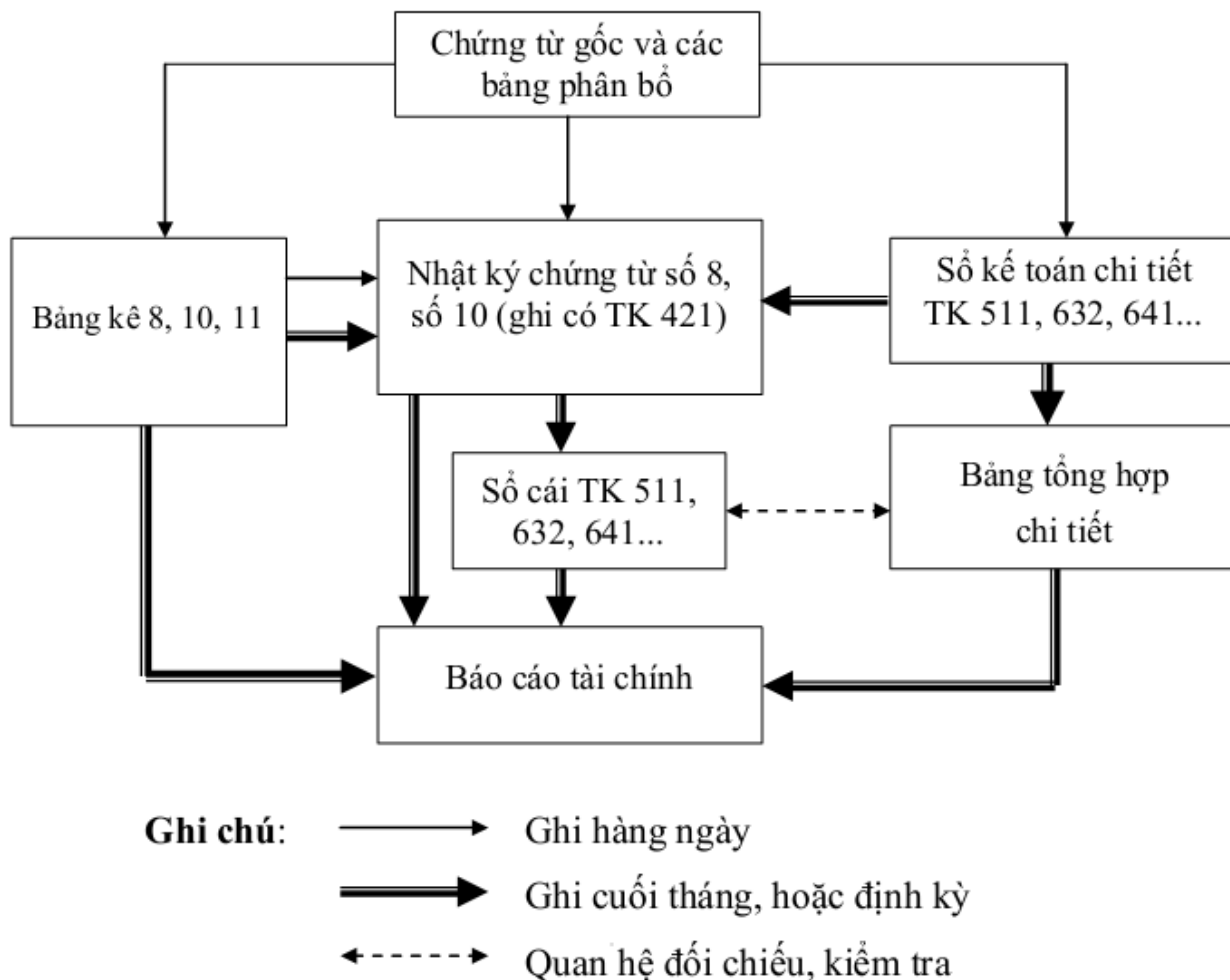 Chứng từ gốc và các
bảng phân bổ
Bảng kê 8, 10, 11
Nhật ký chứng từ số 8,
số 10 (ghi có TK 421)
Sổ kế toán chi tiết
TK 511, 632, 641...
Sổ cái TK 511,
632, 641...
Bảng tổng hợp
chi tiết
Báo cáo tài chính
Ghi chú:
Ghi hàng ngày
Ghi cuối tháng, hoặc định kỳ
Quan hệ đối chiếu, kiểm tra